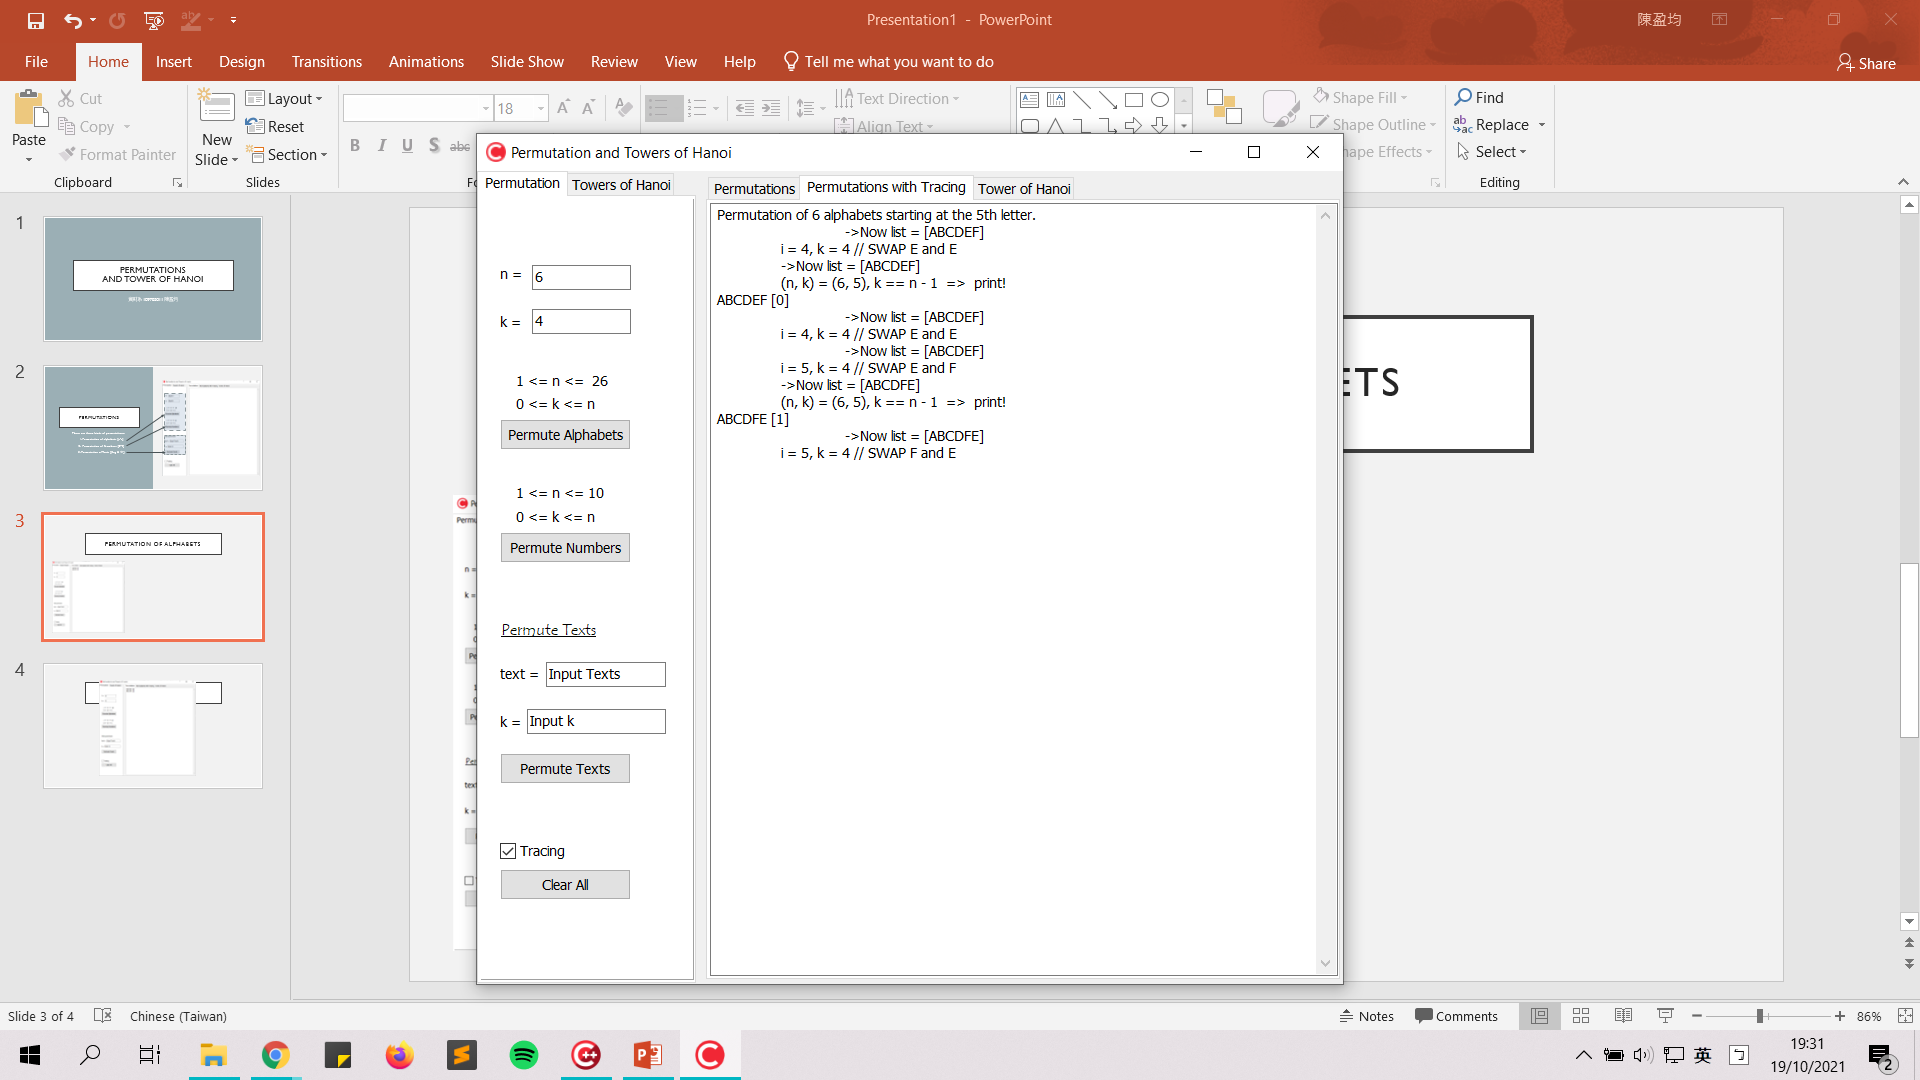 Presentation1 - PowerPoint
陳盈均
File
Home
Insert
Design
Transitions
Animations
Slide Show
Review
View
Help
Tell me what you want to do
Share
Paste
Cut
Copy
Format Painter
Clipboard
New
Slide
Layout
Reset
Section
Slides
18
B I U S abc
Text Direction
Align Text
Shape Fill
Shape Outline
hape Effects
Find
Replace
Select
Editing
1
PERMUTATIONS
AND TOWER OF HANOI
2
PERMUTATIONS
3
PERMUTATION OF ALPHABETS
4
ETS
Permutation and Towers of Hanoi
Permutation
Towers of Hanoi
n =
6
k =
4
1 <= n <= 26
0 <= k <= n
Permute Alphabets
1 <= n <= 10
0 <= k <= n
Permute Numbers
Permute Texts
text =
Input Texts
k =
Input k
Permute Texts
Tracing
Clear All
Permutations
Permutations with Tracing
Tower of Hanoi
Permutation of 6 alphabets starting at the 5th letter.
->Now list = [ABCDEF]
i = 4, k = 4 // SWAP E and E
->Now list = [ABCDEF]
(n, k) = (6, 5), k == n - 1 => print!
ABCDEF [0]
->Now list = [ABCDEF]
i = 4, k = 4 // SWAP E and E
->Now list = [ABCDEF]
i = 5, k = 4 // SWAP E and F
->Now list = [ABCDFE]
(n, k) = (6, 5), k == n - 1 => print!
ABCDFE [1]
->Now list = [ABCDFE]
i = 5, k = 4 // SWAP F and E
Slide 3 of 4
Chinese (Taiwan)
Notes
Comments
86%
英
19:31
19/10/2021
2